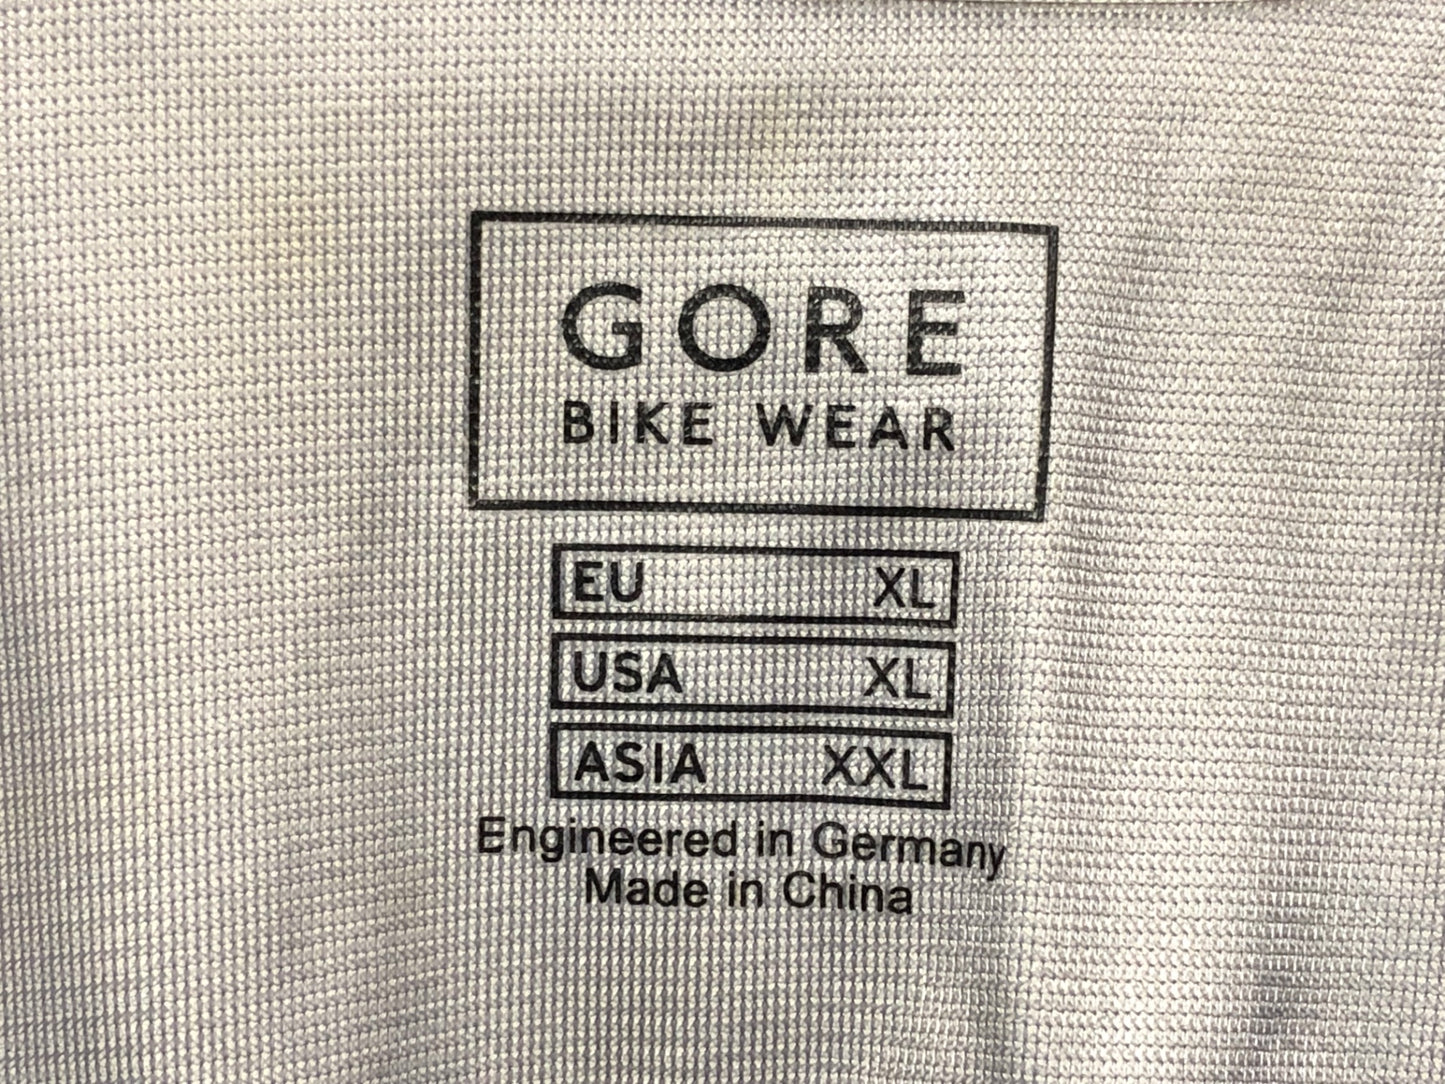 GORE
BIKE WEAR
EU XL
USA XL
ASIA XXL
Engineered in Germany
Made in China